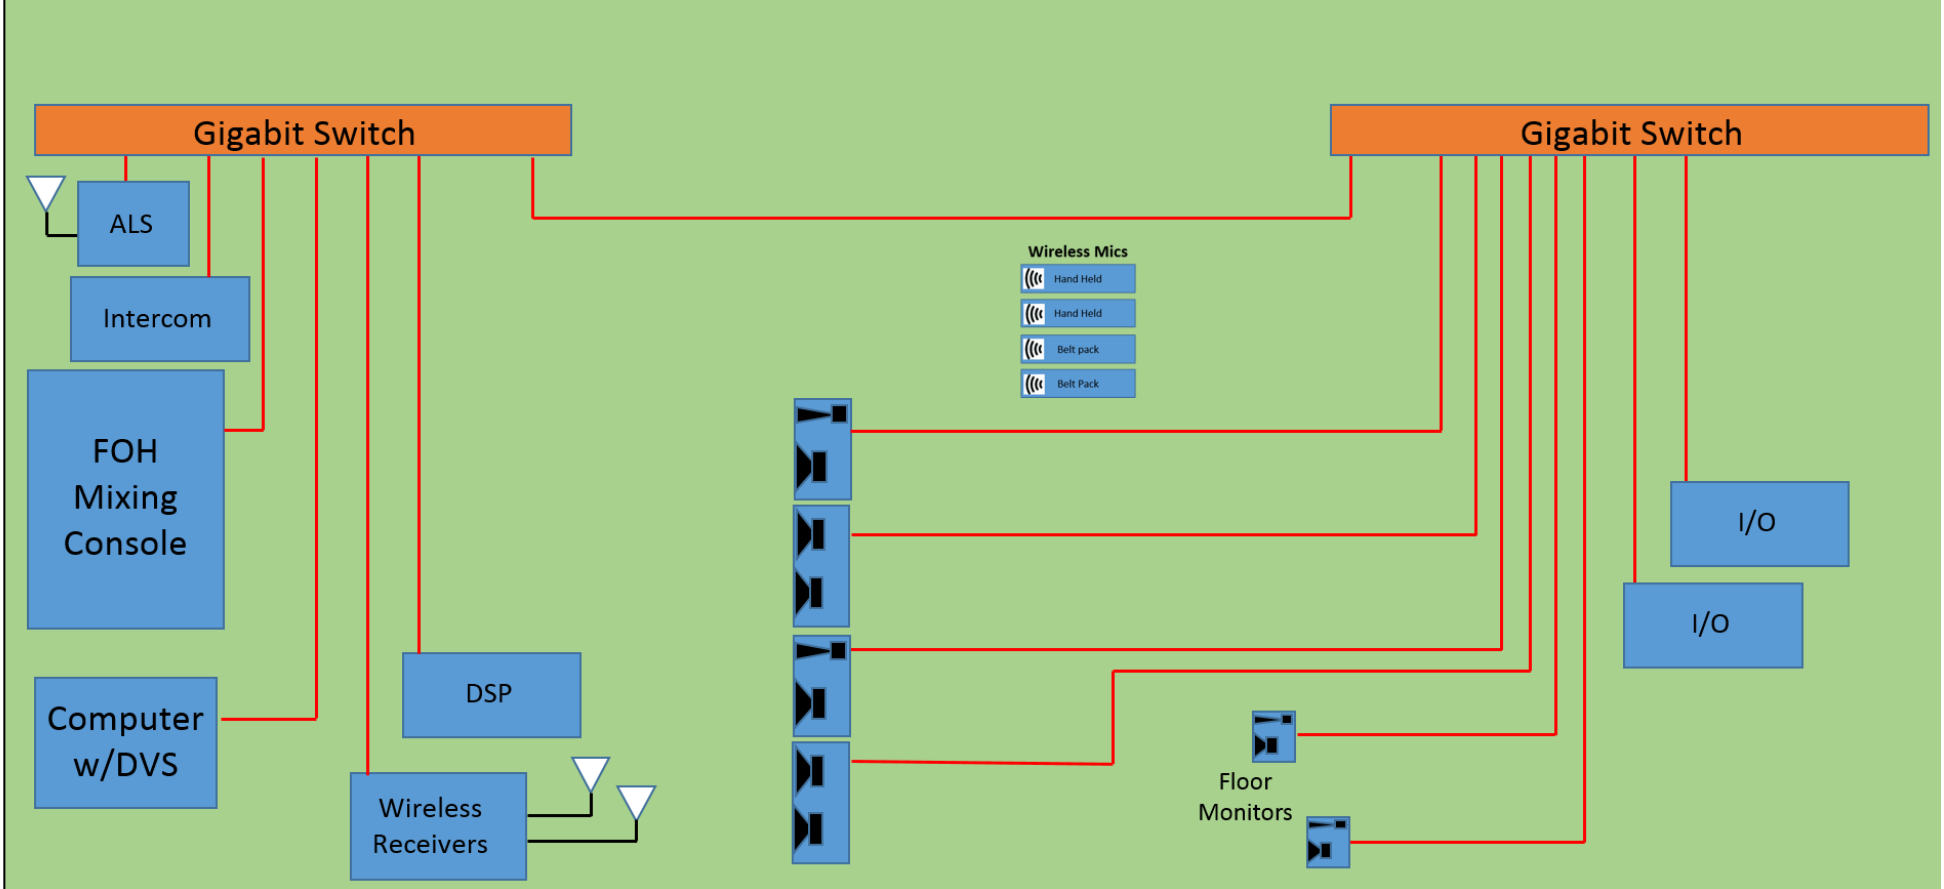 Gigabit Switch
Gigabit Switch
ALS
Intercom
FOH
Mixing
Console
Computer
w/DVS
DSP
Wireless
Receivers
Wireless Mics
Hand Held
Hand Held
Belt pack
Belt Pack
Floor
Monitors
I/O
I/O